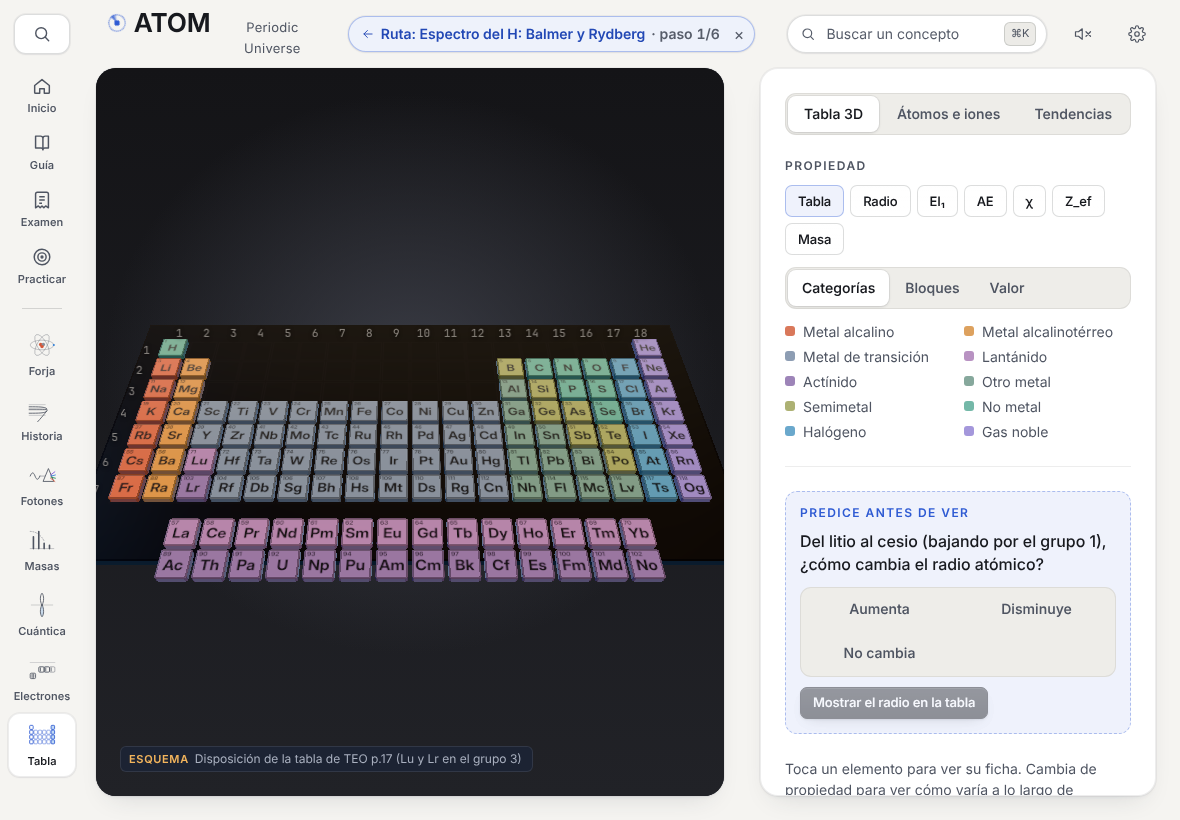 ATOM
Periodic
Universe
← Ruta: Espectro del H: Balmer y Rydberg · paso 1/6 ×
Buscar un concepto ⌘K
Inicio
Guía
Examen
Practicar
Forja
Historia
Fotones
Masas
Cuántica
Electrones
Tabla
1 2 3 4 5 6 7 8 9 10 11 12 13 14 15 16 17 18
1 H He
2 Li Be B C N O F Ne
3 Na Mg Al Si P S Cl Ar
4 K Ca Sc Ti V Cr Mn Fe Co Ni Cu Zn Ga Ge As Se Br Kr
5 Rb Sr Y Zr Nb Mo Tc Ru Rh Pd Ag Cd In Sn Sb Te I Xe
6 Cs Ba Lu Hf Ta W Re Os Ir Pt Au Hg Tl Pb Bi Po At Rn
7 Fr Ra Lr Rf Db Sg Bh Hs Mt Ds Rg Cn Nh Fl Mc Lv Ts Og
La Ce Pr Nd Pm Sm Eu Gd Tb Dy Ho Er Tm Yb
Ac Th Pa U Np Pu Am Cm Bk Cf Es Fm Md No
ESQUEMA Disposición de la tabla de TEO p.17 (Lu y Lr en el grupo 3)
Tabla 3D Átomos e iones Tendencias
PROPIEDAD
Tabla Radio EI₁ AE χ Z_ef
Masa
Categorías Bloques Valor
Metal alcalino Metal alcalinotérreo
Metal de transición Lantánido
Actínido Otro metal
Semimetal No metal
Halógeno Gas noble
PREDICE ANTES DE VER
Del litio al cesio (bajando por el grupo 1),
¿cómo cambia el radio atómico?
Aumenta Disminuye
No cambia
Mostrar el radio en la tabla
Toca un elemento para ver su ficha. Cambia de
propiedad para ver cómo varía a lo largo de